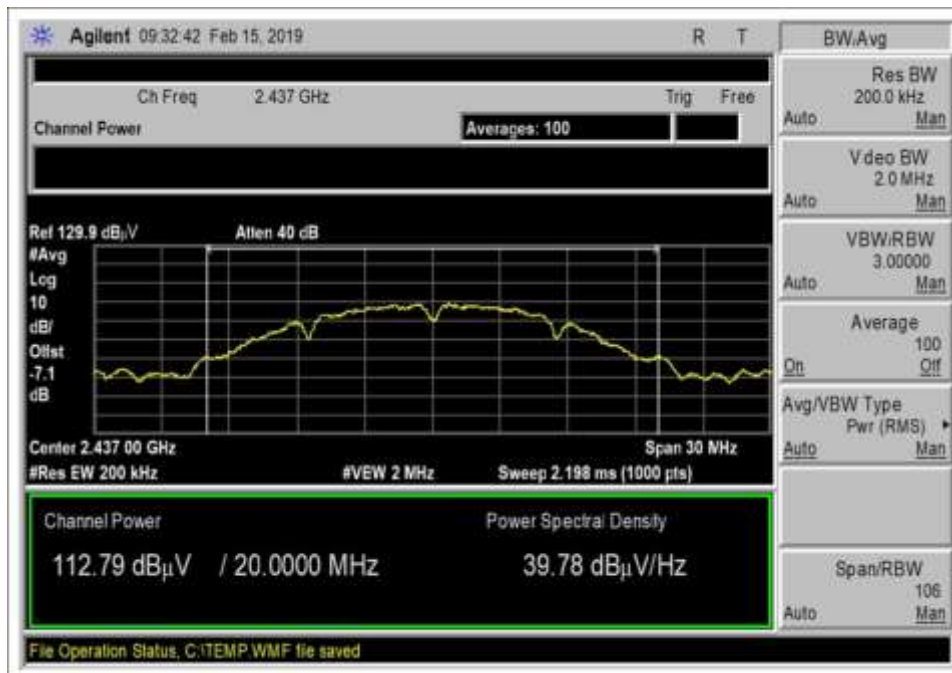 Agilent 09:32:42 Feb 15, 2019 R T
Ch Freq 2.437 GHz Trig Free
Channel Power Averages: 100
Ref 129.9 dBµV Atten 40 dB
#Avg
Log
10
dB/
Offst
-7.1
dB
Center 2.437 00 GHz Span 30 MHz
#Res BW 200 kHz #VBW 2 MHz Sweep 2.198 ms (1000 pts)
Channel Power Power Spectral Density
112.79 dBµV / 20.0000 MHz 39.78 dBµV/Hz
File Operation Status, C:\TEMP.WMF file saved
BW/Avg
Res BW
200.0 kHz
Auto Man
Video BW
2.0 MHz
Auto Man
VBW/RBW
3.00000
Auto Man
Average
100
On Off
Avg/VBW Type
Pwr (RMS)
Auto Man
Span/RBW
106
Auto Man